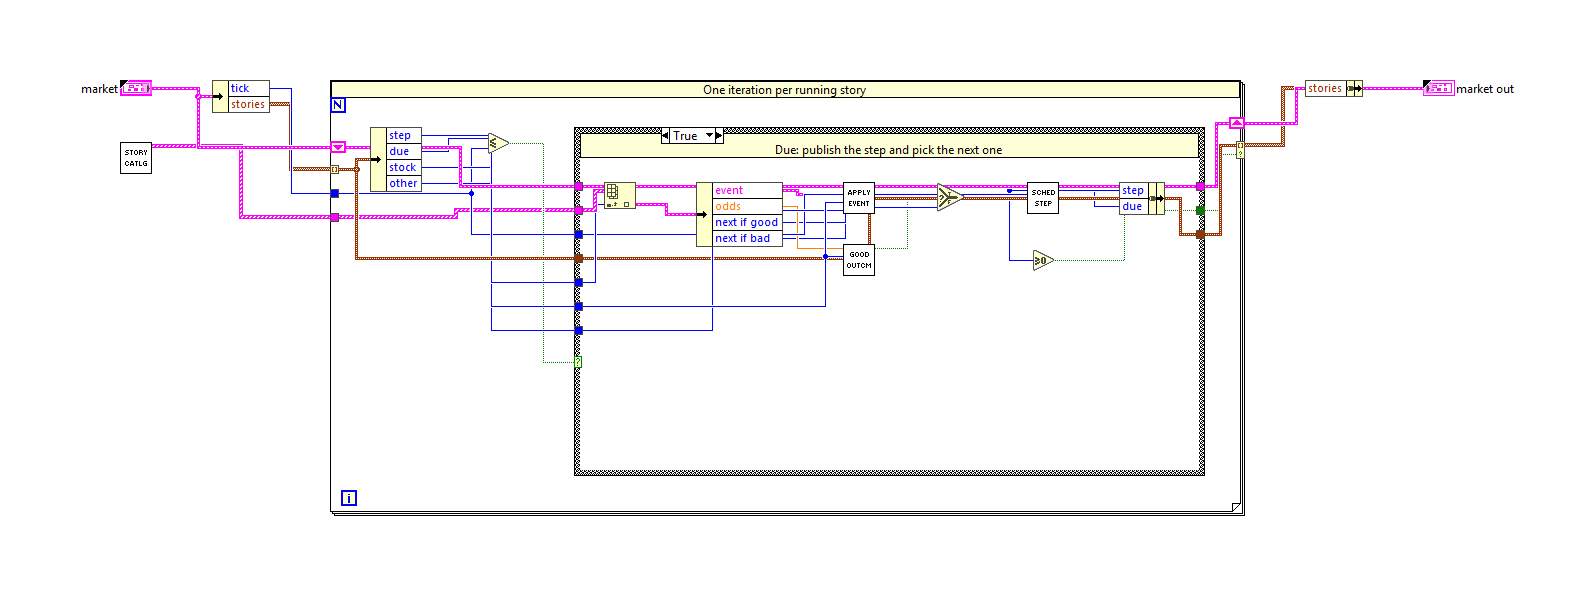 market
tick
stories
STORY
CATLG
One iteration per running story
N
step
due
stock
other
True
Due: publish the step and pick the next one
event
odds
next if good
next if bad
APPLY
EVENT
GOOD
OUTCM
SCHED
STEP
≥0
step
due
stories
market out
i